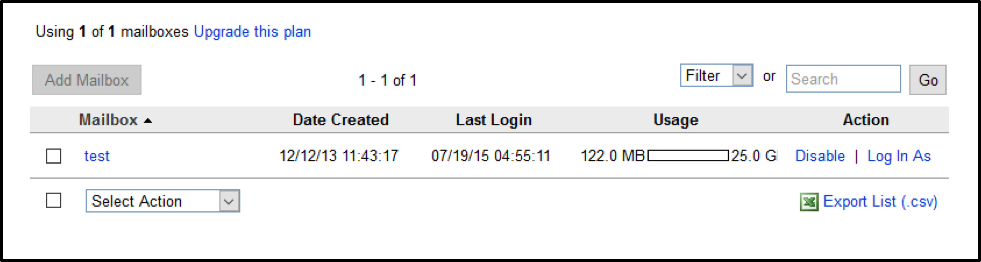 Using 1 of 1 mailboxes Upgrade this plan
Add Mailbox 1 - 1 of 1 Filter or Search Go
Mailbox Date Created Last Login Usage Action
test 12/12/13 11:43:17 07/19/15 04:55:11 122.0 MB 25.0 G Disable | Log In As
Select Action Export List (.csv)